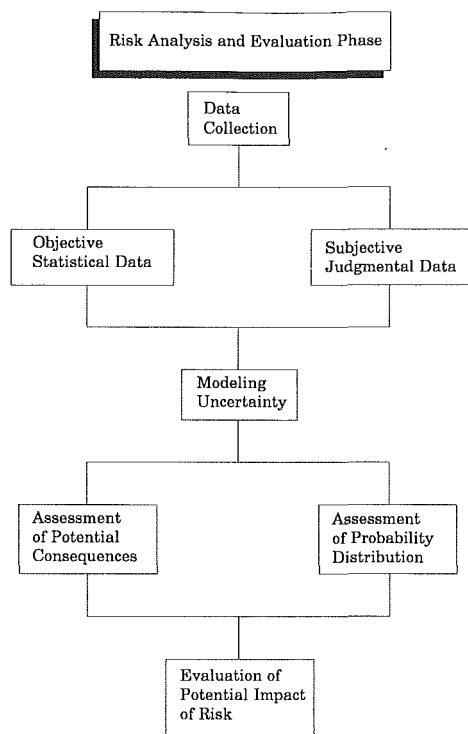 Risk Analysis and Evaluation Phase
Data
Collection
Objective
Statistical Data
Subjective
Judgmental Data
Modeling
Uncertainty
Assessment
of Potential
Consequences
Assessment
of Probability
Distribution
Evaluation of
Potential Impact
of Risk